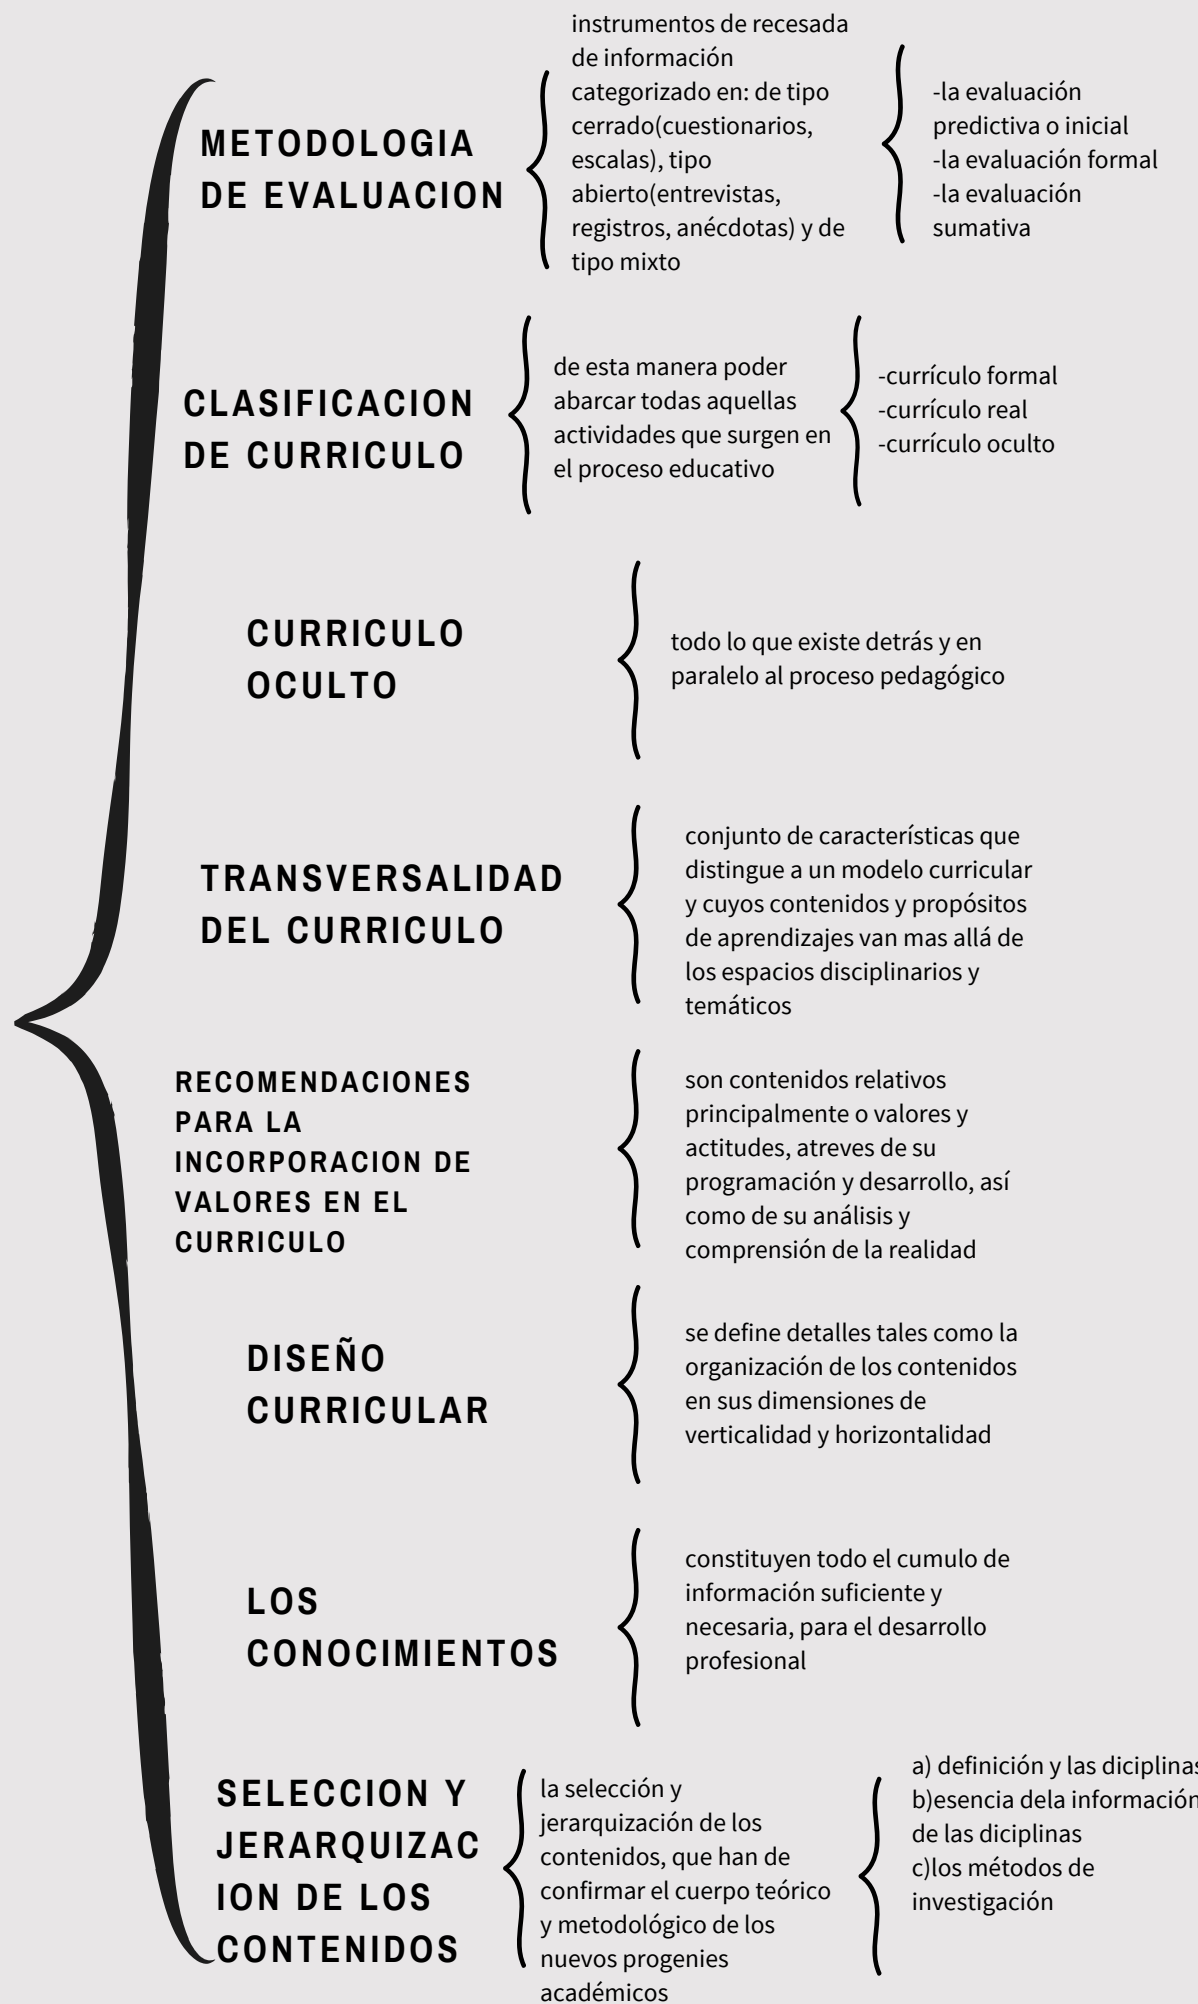 METODOLOGIA
DE EVALUACION
instrumentos de recesada
de información
categorizado en: de tipo
cerrado(cuestionarios,
escalas), tipo
abierto(entrevistas,
registros, anécdotas) y de
tipo mixto
-la evaluación
predictiva o inicial
-la evaluación formal
-la evaluación
sumativa
CLASIFICACION
DE CURRICULO
de esta manera poder
abarcar todas aquellas
actividades que surgen en
el proceso educativo
-currículo formal
-currículo real
-currículo oculto
CURRICULO
OCULTO
todo lo que existe detrás y en
paralelo al proceso pedagógico
TRANSVERSALIDAD
DEL CURRICULO
conjunto de características que
distingue a un modelo curricular
y cuyos contenidos y propósitos
de aprendizajes van mas allá de
los espacios disciplinarios y
temáticos
RECOMENDACIONES
PARA LA
INCORPORACION DE
VALORES EN EL
CURRICULO
son contenidos relativos
principalmente o valores y
actitudes, atreves de su
programación y desarrollo, así
como de su análisis y
comprensión de la realidad
DISEÑO
CURRICULAR
se define detalles tales como la
organización de los contenidos
en sus dimensiones de
verticalidad y horizontalidad
LOS
CONOCIMIENTOS
constituyen todo el cumulo de
información suficiente y
necesaria, para el desarrollo
profesional
SELECCION Y
JERARQUIZAC
ION DE LOS
CONTENIDOS
la selección y
jerarquización de los
contenidos, que han de
confirmar el cuerpo teórico
y metodológico de los
nuevos progenies
académicos
a) definición y las diciplinas
b)esencia dela información
de las diciplinas
c)los métodos de
investigación